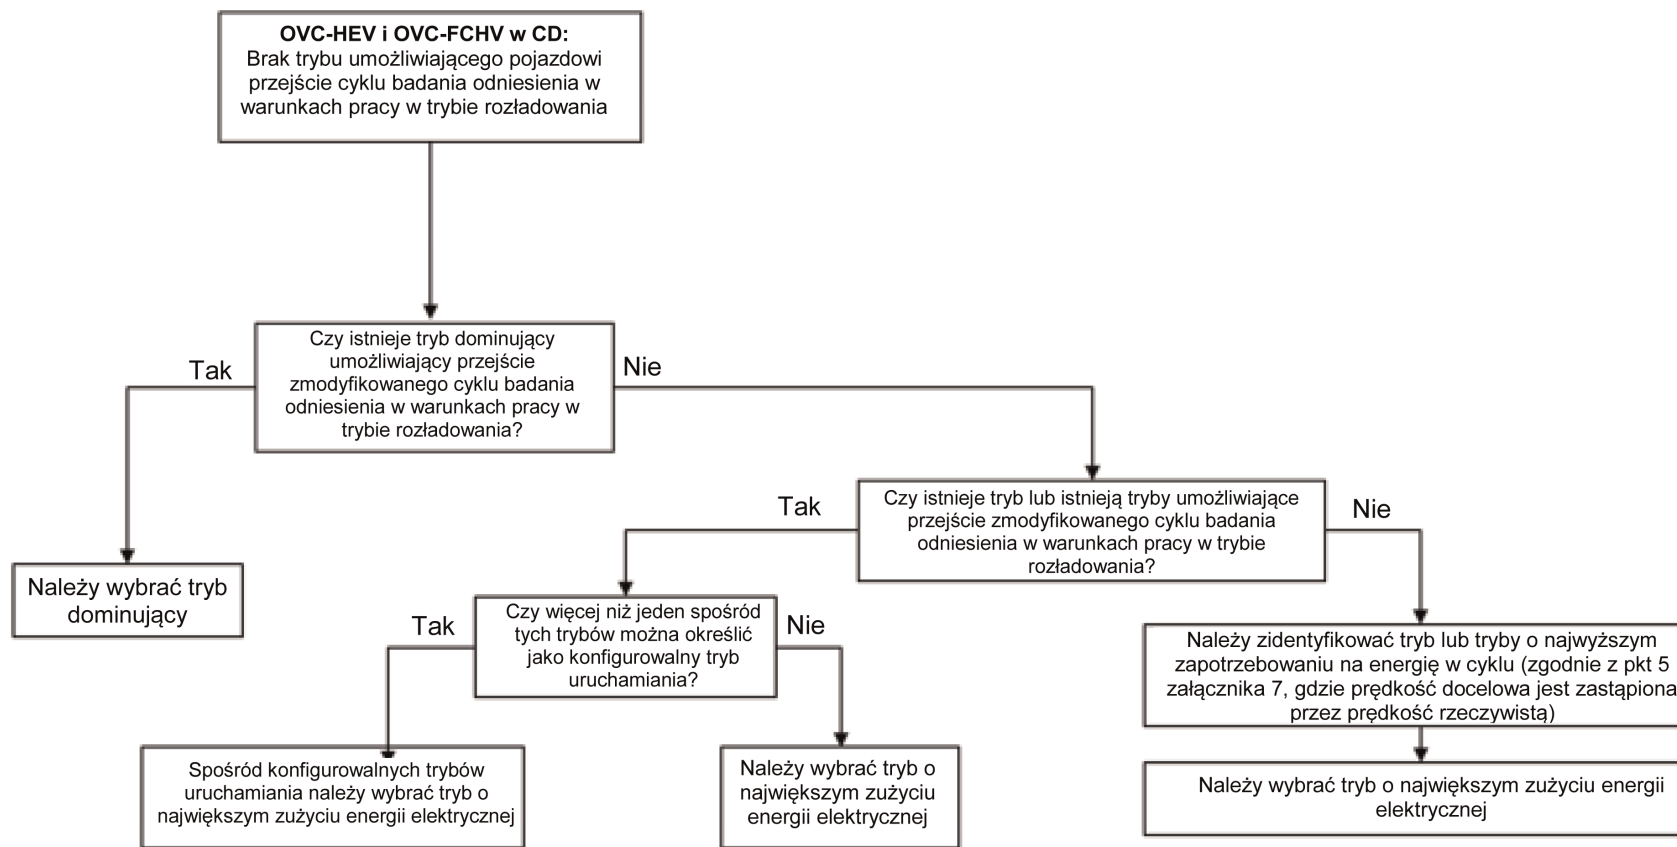 OVC-HEV i OVC-FCHV w CD:
Brak trybu umożliwiającego pojazdowi
przejście cyklu badania odniesienia w
warunkach pracy w trybie rozładowania
Czy istnieje tryb dominujący
umożliwiający przejście
zmodyfikowanego cyklu badania
odniesienia w warunkach pracy w
trybie rozładowania?
Tak
Nie
Należy wybrać tryb
dominujący
Czy istnieje tryb lub istnieją tryby umożliwiające
przejście zmodyfikowanego cyklu badania
odniesienia w warunkach pracy w trybie
rozładowania?
Tak
Nie
Czy więcej niż jeden spośród
tych trybów można określić
jako konfigurowalny tryb
uruchamiania?
Tak
Nie
Spośród konfigurowalnych trybów
uruchamiania należy wybrać tryb o
największym zużyciu energii elektrycznej
Należy wybrać tryb o
największym zużyciu
energii elektrycznej
Należy zidentyfikować tryb lub tryby o najwyższym
zapotrzebowaniu na energię w cyklu (zgodnie z pkt 5
załącznika 7, gdzie prędkość docelowa jest zastąpiona
przez prędkość rzeczywistą)
Należy wybrać tryb o największym zużyciu energii
elektrycznej